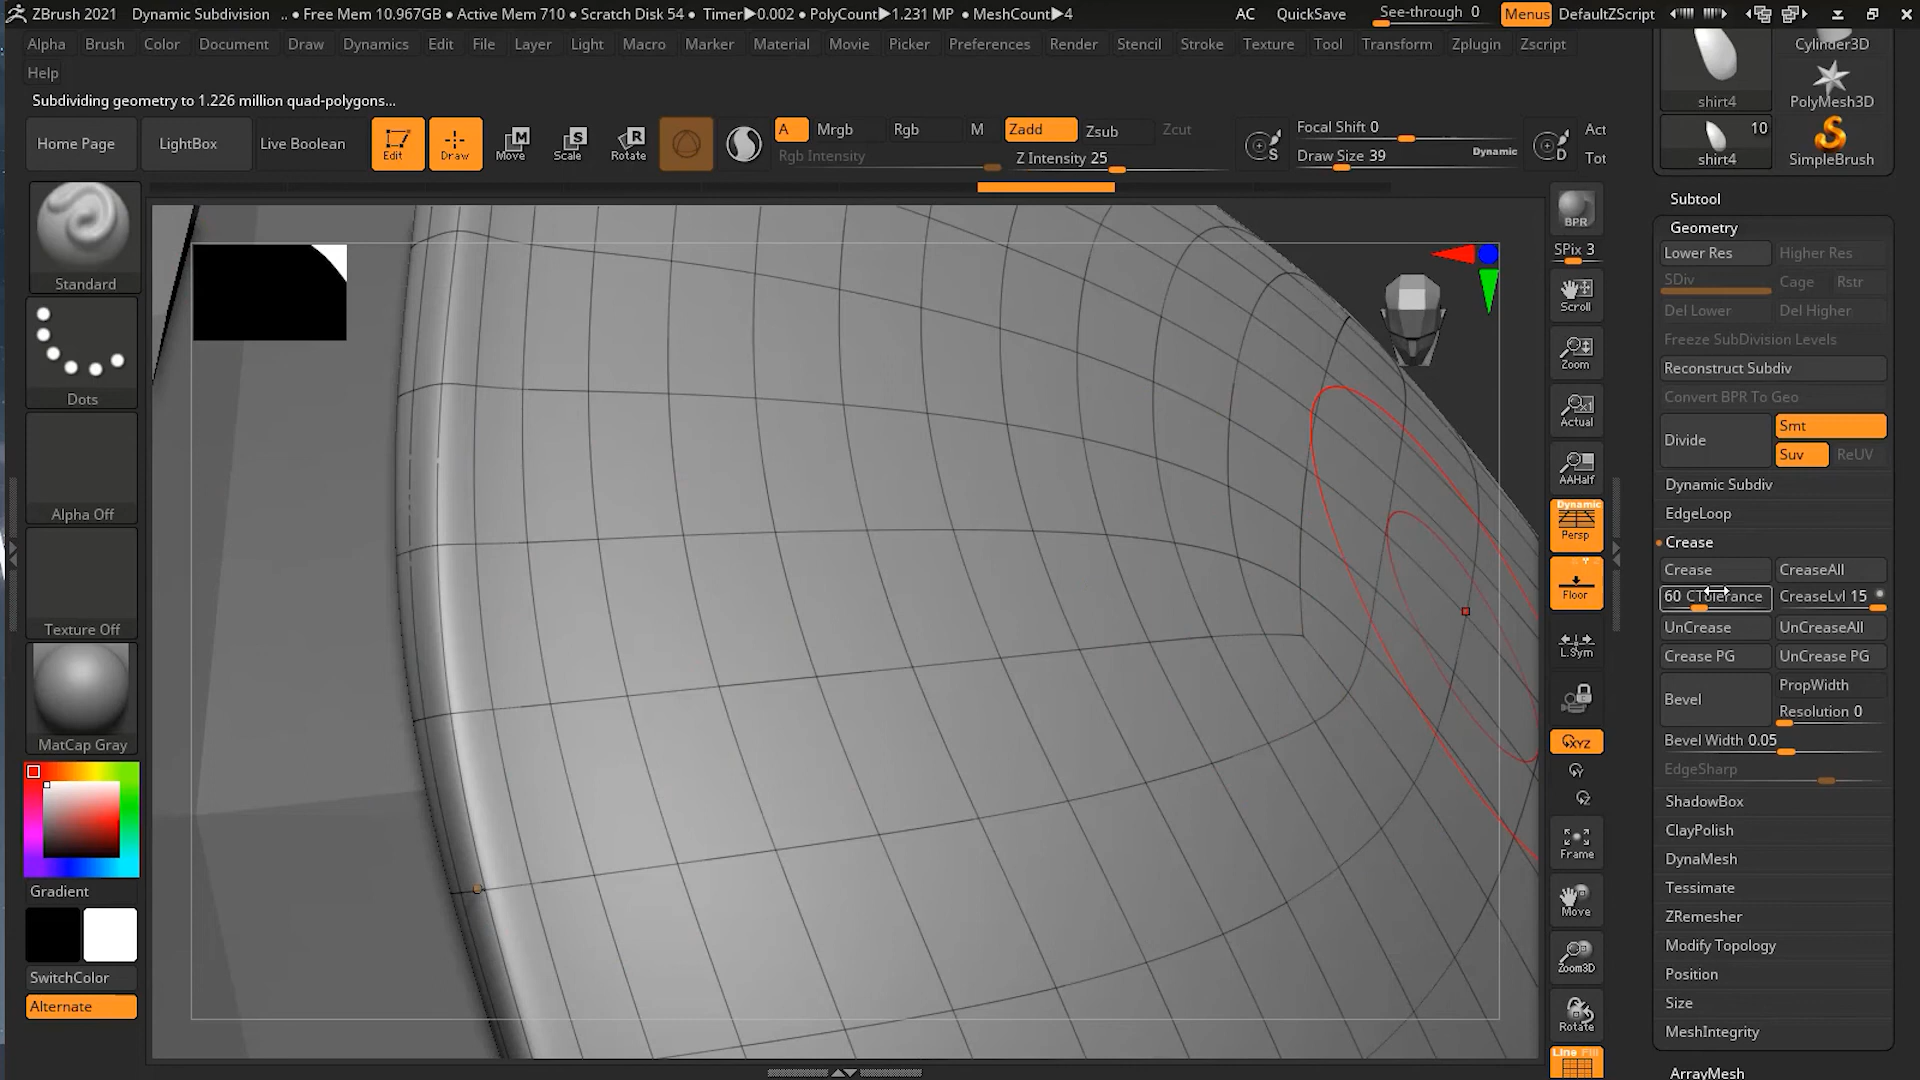 ZBrush 2021 Dynamic Subdivision .. • Free Mem 10.967GB • Active Mem 710 • Scratch Disk 54 • Timer▶0.002 • PolyCount▶1.231 MP • MeshCount▶4 AC QuickSave See-through 0 Menus DefaultZScript
Alpha Brush Color Document Draw Dynamics Edit File Layer Light Macro Marker Material Movie Picker Preferences Render Stencil Stroke Texture Tool Transform Zplugin Zscript
Help
Subdividing geometry to 1.226 million quad-polygons...
Home Page LightBox Live Boolean Edit Draw Move Scale Rotate A Mrgb Rgb M Zadd Zsub Zcut Focal Shift 0 Act
Rgb Intensity Z Intensity 25 S Draw Size 39 Dynamic D Tot
Standard
Dots
Alpha Off
Texture Off
MatCap Gray
Gradient
SwitchColor
Alternate
BPR
SPix 3
Scroll
Zoom
Actual
AAHalf
Dynamic
Persp
Floor
L.Sym
XYZ
Y
Z
Frame
Move
Zoom3D
Rotate
Line Fill
Cylinder3D
shirt4 PolyMesh3D
10
shirt4 SimpleBrush
Subtool
Geometry
Lower Res Higher Res
SDiv Cage Rstr
Del Lower Del Higher
Freeze SubDivision Levels
Reconstruct Subdiv
Convert BPR To Geo
Divide Smt
Suv ReUV
Dynamic Subdiv
EdgeLoop
Crease
Crease CreaseAll
60 CTolerance CreaseLvl 15
UnCrease UnCreaseAll
Crease PG UnCrease PG
Bevel PropWidth
Resolution 0
Bevel Width 0.05
EdgeSharp
ShadowBox
ClayPolish
DynaMesh
Tessimate
ZRemesher
Modify Topology
Position
Size
MeshIntegrity
ArrayMesh